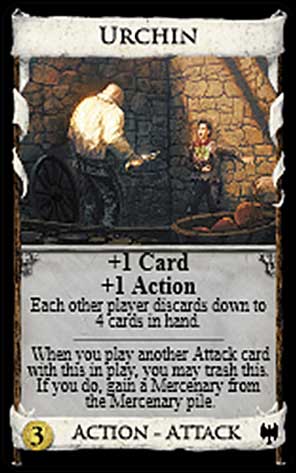 URCHIN
+1 Card
+1 Action
Each other player discards down to
4 cards in hand.
When you play another Attack card
with this in play, you may trash this.
If you do, gain a Mercenary from
the Mercenary pile.
3 ACTION – ATTACK